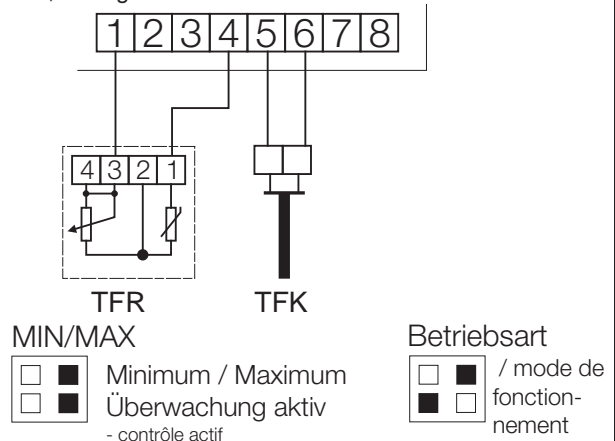 1 2 3 4 5 6 7 8
4 3 2 1
TFR TFK
MIN/MAX
Minimum / Maximum
Überwachung aktiv
- contrôle actif
Betriebsart
/ mode de
fonction-
nement